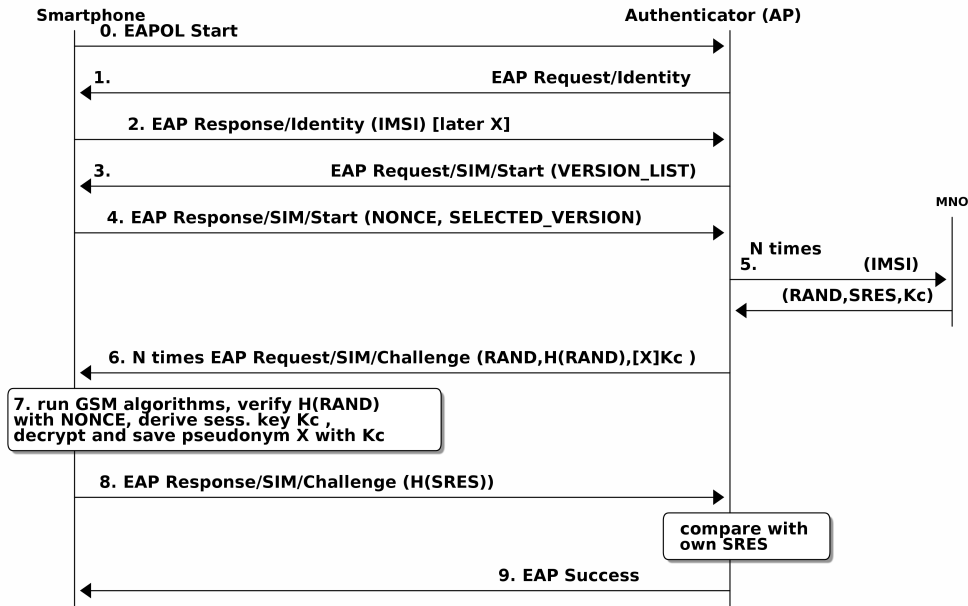 Smartphone
Authenticator (AP)
0. EAPOL Start
1. EAP Request/Identity
2. EAP Response/Identity (IMSI) [later X]
3. EAP Request/SIM/Start (VERSION_LIST)
4. EAP Response/SIM/Start (NONCE, SELECTED_VERSION)
MNO
N times
5. (IMSI)
(RAND,SRES,Kc)
6. N times EAP Request/SIM/Challenge (RAND,H(RAND),[X]Kc )
7. run GSM algorithms, verify H(RAND)
with NONCE, derive sess. key Kc ,
decrypt and save pseudonym X with Kc
8. EAP Response/SIM/Challenge (H(SRES))
compare with
own SRES
9. EAP Success